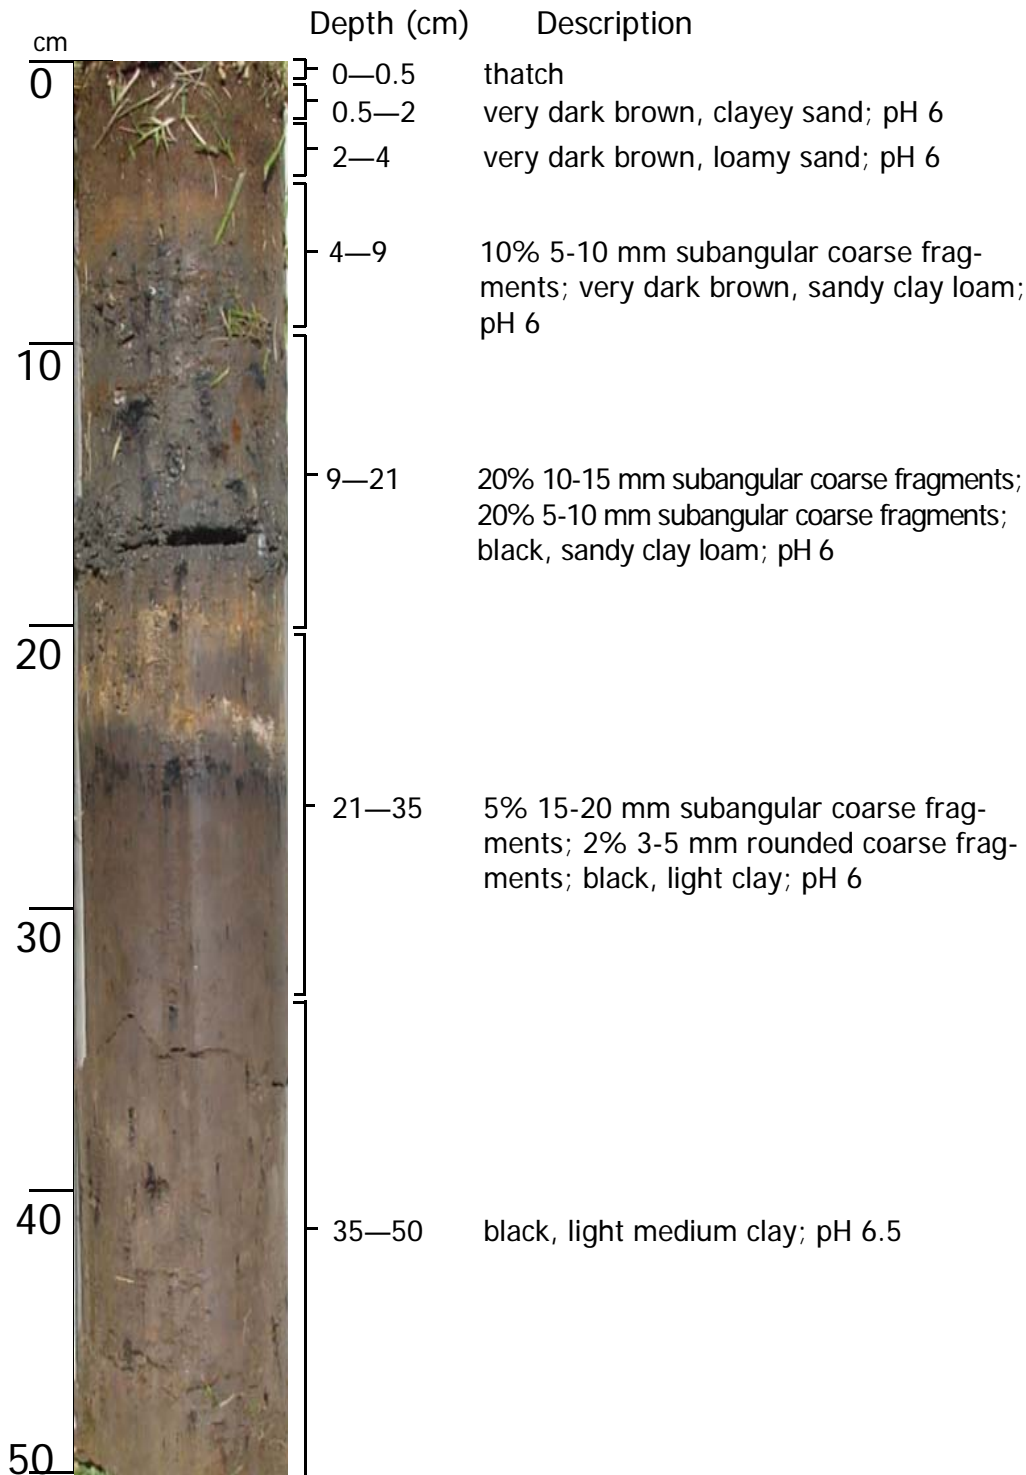 Depth (cm) Description
cm
0
0—0.5 thatch
0.5—2 very dark brown, clayey sand; pH 6
2—4 very dark brown, loamy sand; pH 6
4—9 10% 5-10 mm subangular coarse frag-
ments; very dark brown, sandy clay loam;
pH 6
10
9—21 20% 10-15 mm subangular coarse fragments;
20% 5-10 mm subangular coarse fragments;
black, sandy clay loam; pH 6
20
21—35 5% 15-20 mm subangular coarse frag-
ments; 2% 3-5 mm rounded coarse frag-
ments; black, light clay; pH 6
30
40
35—50 black, light medium clay; pH 6.5
50